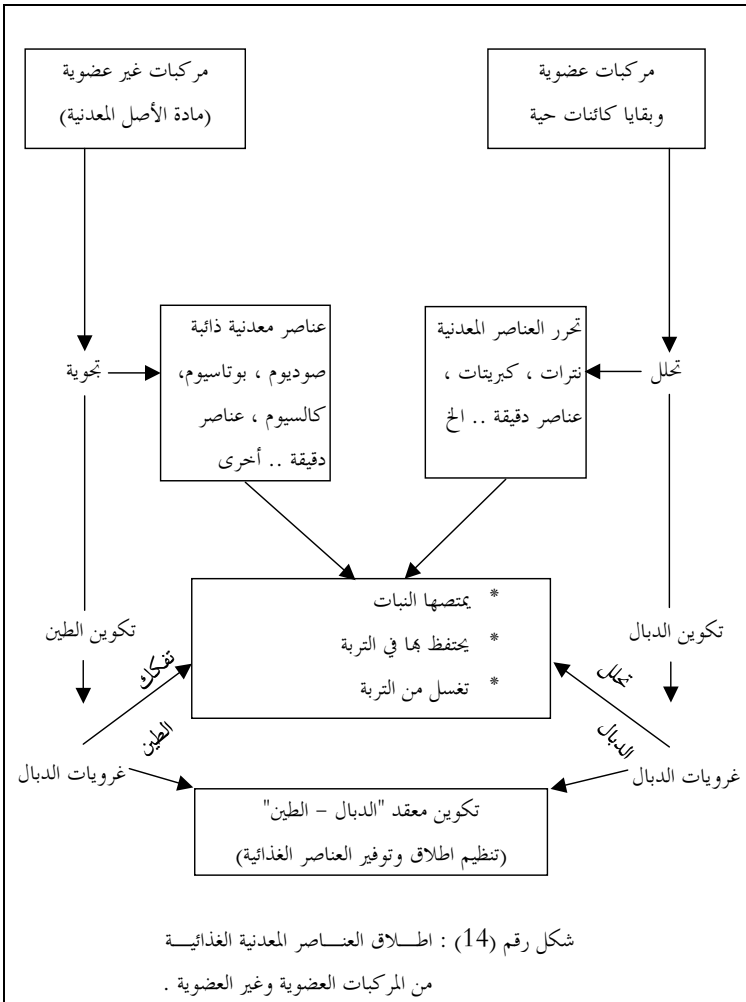 مركبات عضوية
وبقايا كائنات حية
مركبات غير عضوية
(مادة الأصل المعدنية)
تحرر العناصر المعدنية
نترات ، كبريتات ،
عناصر دقيقة .. الخ
عناصر معدنية ذائبة
صوديوم ، بوتاسيوم،
كالسيوم ، عناصر
دقيقة .. أخرى
تحلل
تجوية
* يمتصها النبات
* يحتفظ بها في التربة
* تغسل من التربة
تكوين الدبال
تكوين الطين
تحلل
الدبال
تفكك
الطين
غرويات الدبال
غرويات الدبال
تكوين معقد "الدبال – الطين"
(تنظيم اطلاق وتوفير العناصر الغذائية)
شكل رقم (14) : اطـــلاق العنـــاصر المعدنية الغذائيـــة
من المركبات العضوية وغير العضوية .